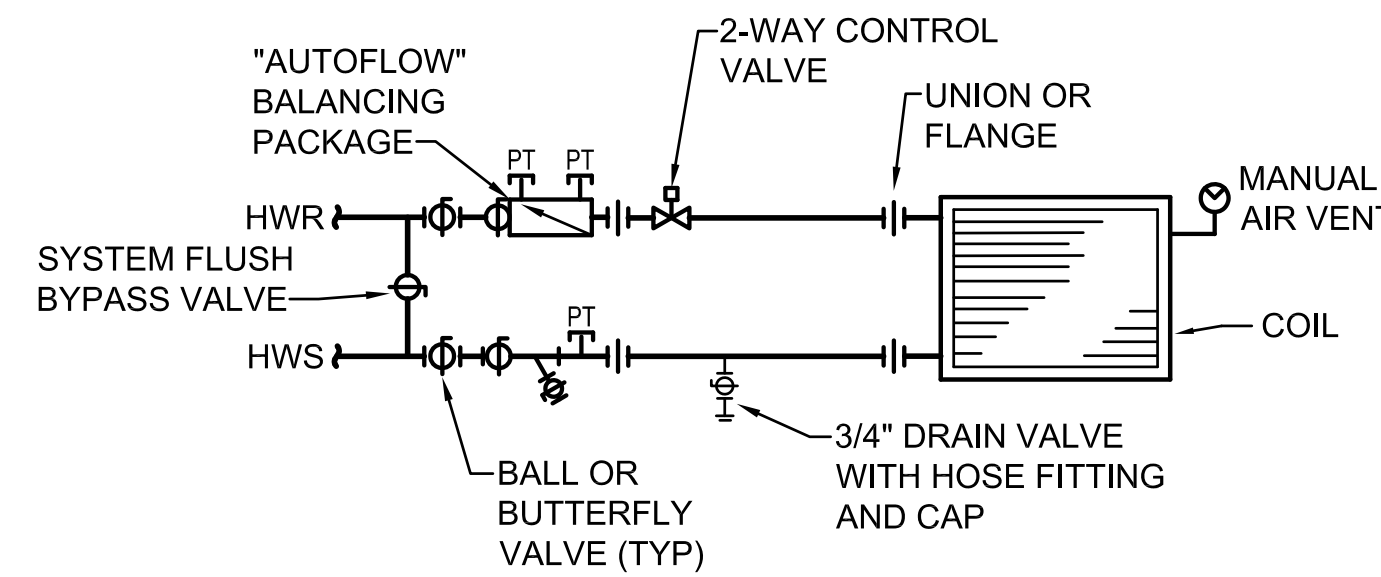 2-WAY CONTROL
VALVE
"AUTOFLOW"
BALANCING
PACKAGE
UNION OR
FLANGE
PT
PT
MANUAL
AIR VENT
HWR
SYSTEM FLUSH
BYPASS VALVE
PT
COIL
HWS
3/4" DRAIN VALVE
WITH HOSE FITTING
AND CAP
BALL OR
BUTTERFLY
VALVE (TYP)